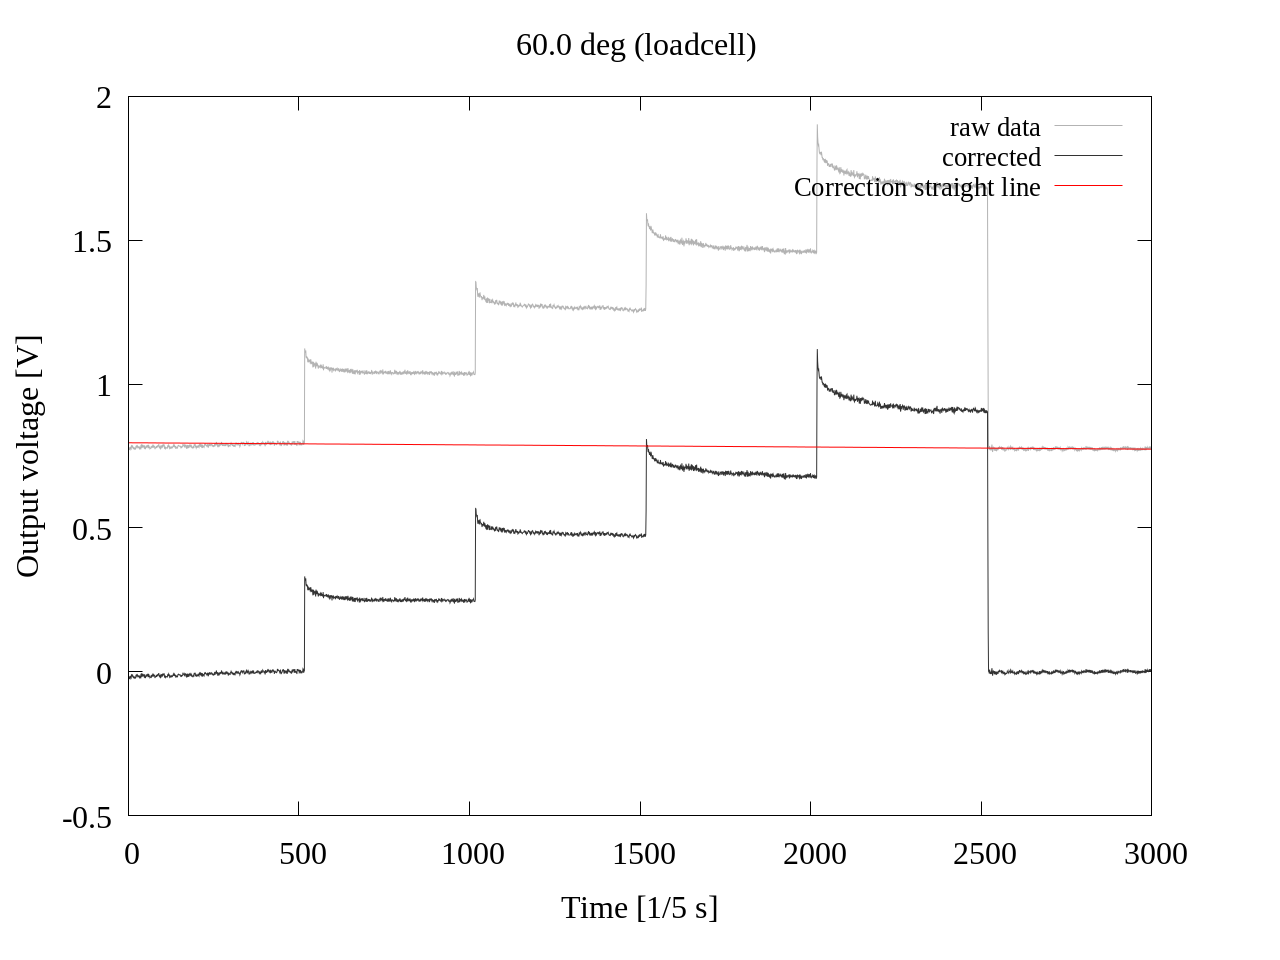 60.0 deg (loadcell)
2
raw data
corrected
Correction straight line
1.5
1
Output voltage [V]
0.5
0
-0.5
0 500 1000 1500 2000 2500 3000
Time [1/5 s]